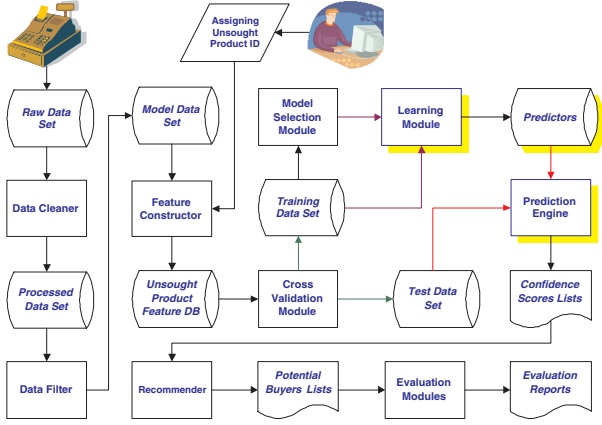 Assigning
Unsought
Product ID
Raw Data
Set
Model Data
Set
Model
Selection
Module
Learning
Module
Predictors
Data Cleaner
Feature
Constructor
Training
Data Set
Prediction
Engine
Processed
Data Set
Unsought
Product
Feature DB
Cross
Validation
Module
Test Data
Set
Confidence
Scores Lists
Data Filter
Recommender
Potential
Buyers Lists
Evaluation
Modules
Evaluation
Reports